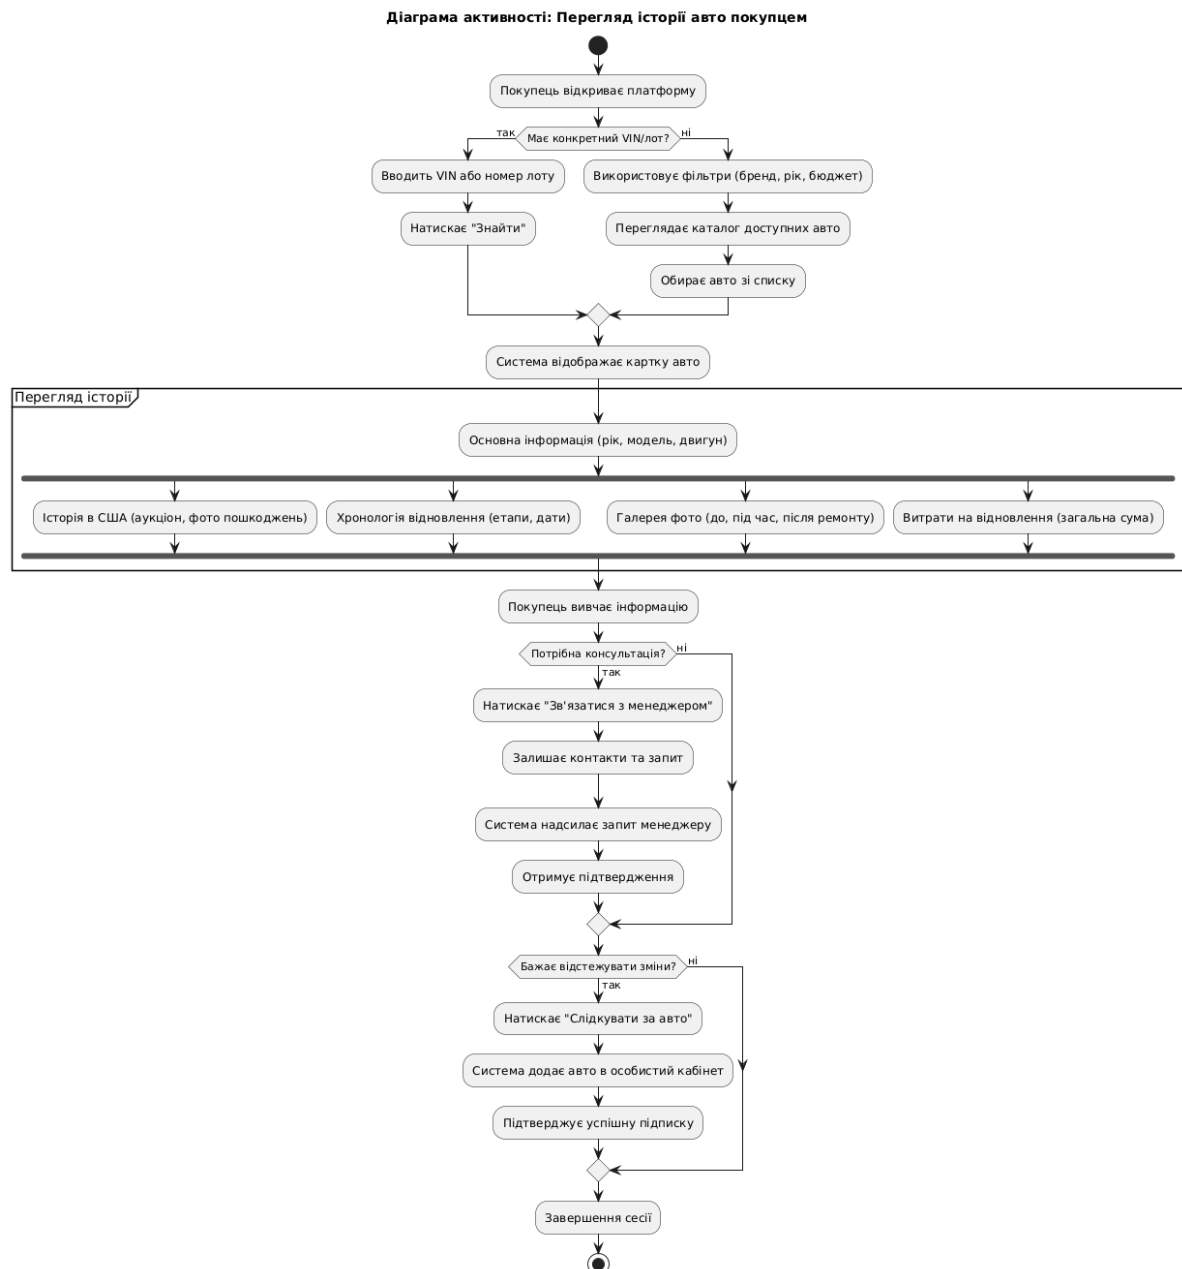 Діаграма активності: Перегляд історії авто покупцем
Покупець відкриває платформу
так
Має конкретний VIN/лот?
ні
Вводить VIN або номер лоту
Використовує фільтри (бренд, рік, бюджет)
Натискає "Знайти"
Переглядає каталог доступних авто
Обирає авто зі списку
Система відображає картку авто
Перегляд історії
Основна інформація (рік, модель, двигун)
Історія в США (аукціон, фото пошкоджень)
Хронологія відновлення (етапи, дати)
Галерея фото (до, під час, після ремонту)
Витрати на відновлення (загальна сума)
Покупець вивчає інформацію
Потрібна консультація?
ні
так
Натискає "Зв'язатися з менеджером"
Залишає контакти та запит
Система надсилає запит менеджеру
Отримує підтвердження
Бажає відстежувати зміни?
ні
так
Натискає "Слідкувати за авто"
Система додає авто в особистий кабінет
Підтверджує успішну підписку
Завершення сесії